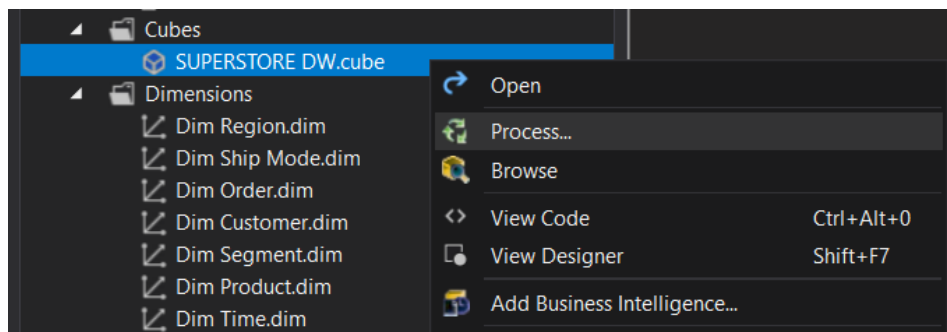 Cubes
SUPERSTORE DW.cube
Dimensions
Dim Region.dim
Dim Ship Mode.dim
Dim Order.dim
Dim Customer.dim
Dim Segment.dim
Dim Product.dim
Dim Time.dim
Open
Process...
Browse
View Code Ctrl+Alt+0
View Designer Shift+F7
Add Business Intelligence...